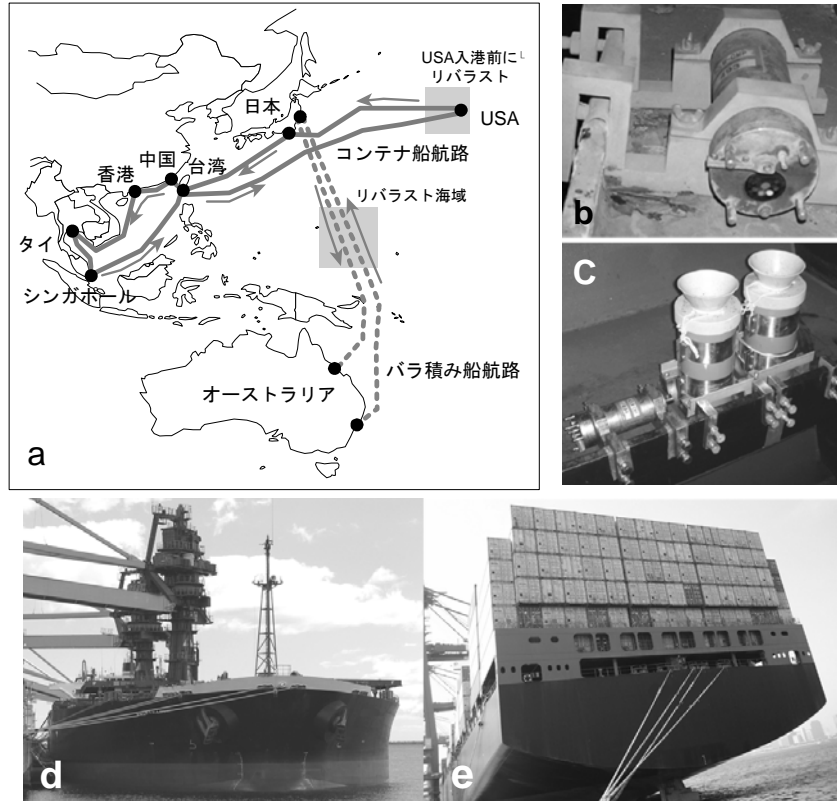 USA入港前に
リバラスト
日本
USA
コンテナ船航路
中国
台湾
香港
リバラスト海域
タイ
シンガポール
バラ積み船航路
オーストラリア
a
b
C
d
e